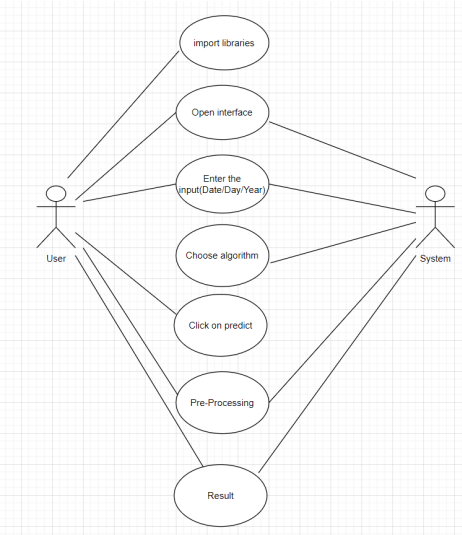 import libraries
Open interface
Enter the
input(Date/Day/Year)
User
System
Choose algorithm
Click on predict
Pre-Processing
Result